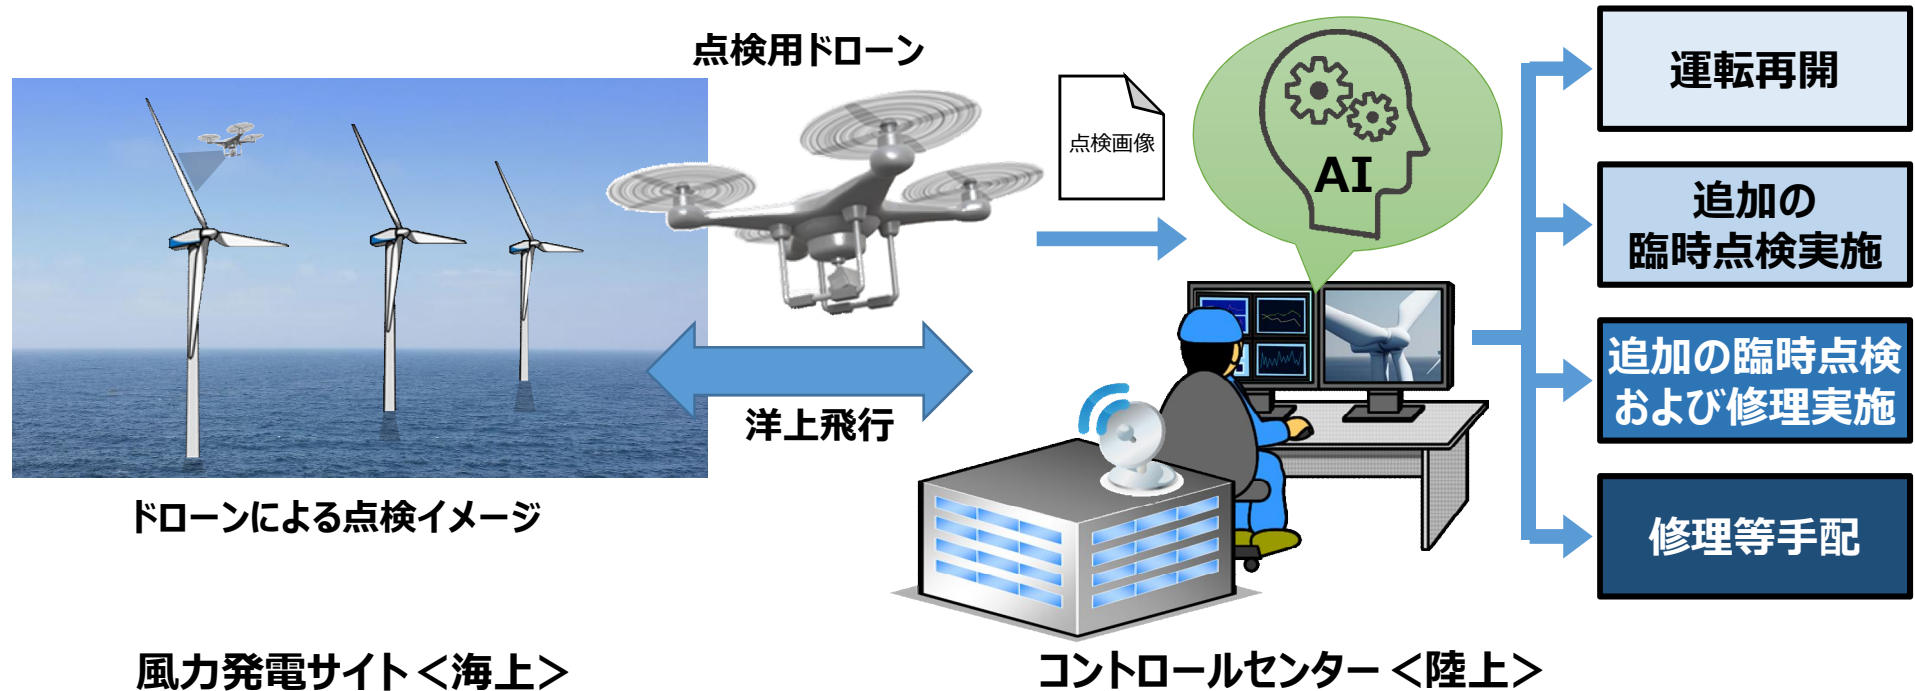 点検用ドローン
点検画像
AI
運転再開
追加の
臨時点検実施
追加の臨時点検
および修理実施
修理等手配
洋上飛行
ドローンによる点検イメージ
風力発電サイト＜海上＞
コントロールセンター＜陸上＞